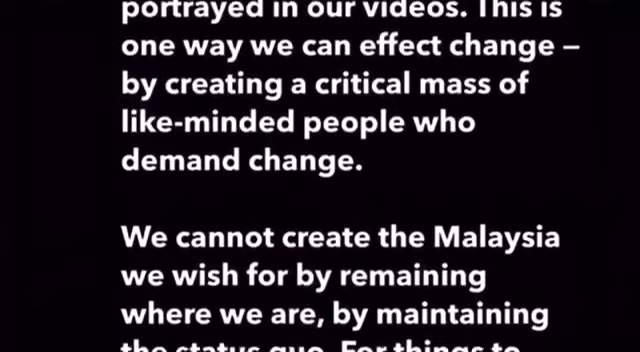 portrayed in our videos. This is
one way we can effect change –
by creating a critical mass of
like-minded people who
demand change.
We cannot create the Malaysia
we wish for by remaining
where we are, by maintaining
the status quo. For things to